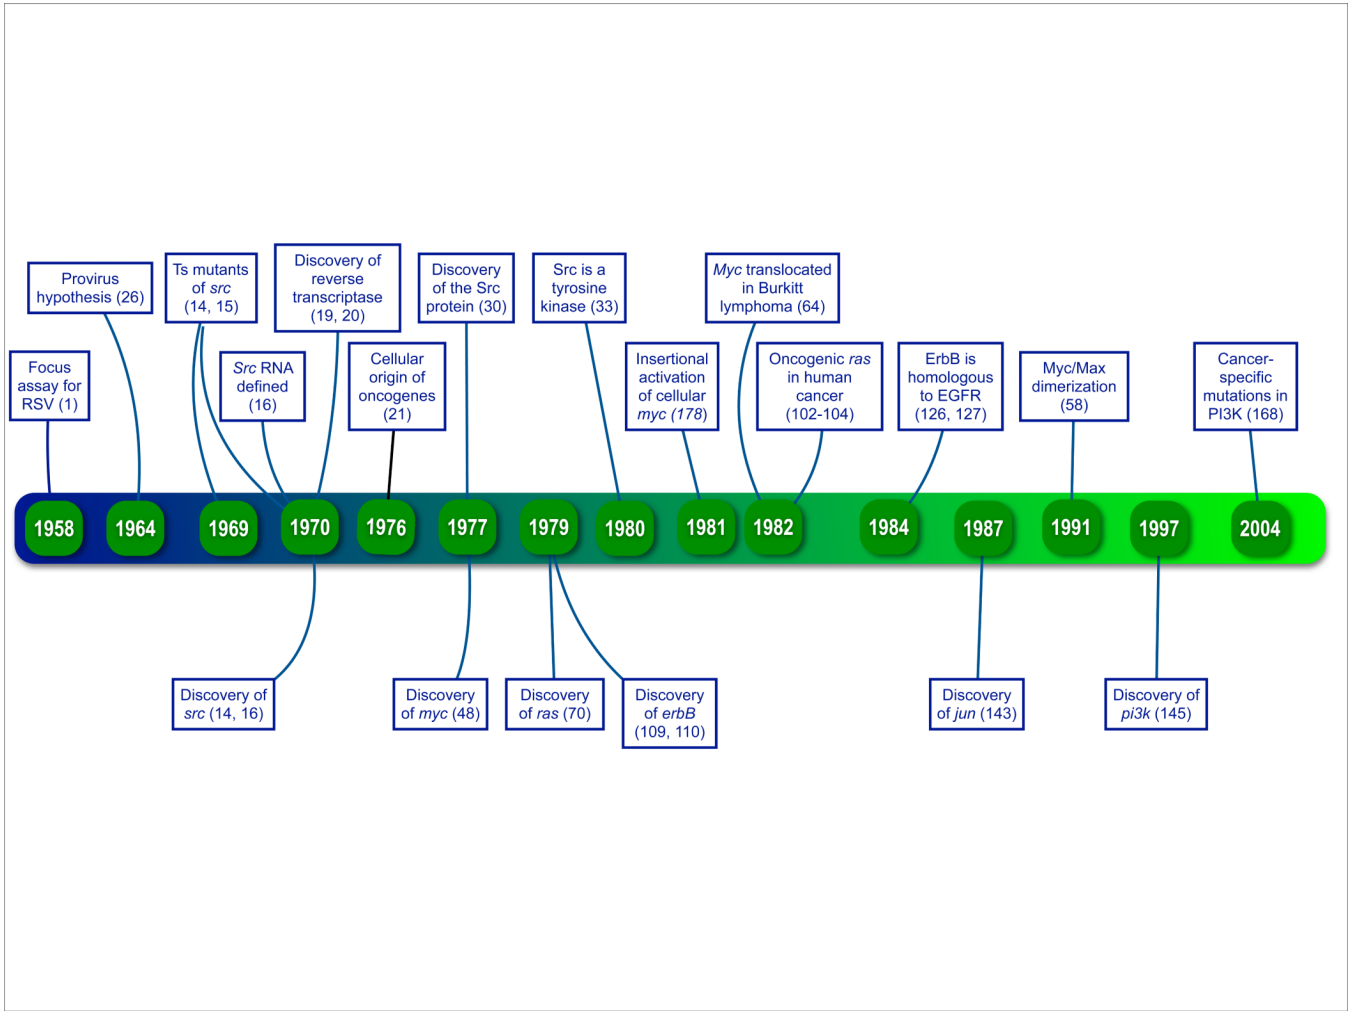 Focus
assay for
RSV (1)
Provirus
hypothesis (26)
Ts mutants
of src
(14, 15)
Src RNA
defined
(16)
Discovery of
reverse
transcriptase
(19, 20)
Cellular
origin of
oncogenes
(21)
Discovery
of the Src
protein (30)
Src is a
tyrosine
kinase (33)
Insertional
activation
of cellular
myc (178)
Myc translocated
in Burkitt
lymphoma (64)
Oncogenic ras
in human
cancer
(102-104)
ErbB is
homologous
to EGFR
(126, 127)
Myc/Max
dimerization
(58)
Cancer-
specific
mutations in
PI3K (168)
1958 1964 1969 1970 1976 1977 1979 1980 1981 1982 1984 1987 1991 1997 2004
Discovery of
src (14, 16)
Discovery
of myc (48)
Discovery
of ras (70)
Discovery
of erbB
(109, 110)
Discovery
of jun (143)
Discovery of
pi3k (145)